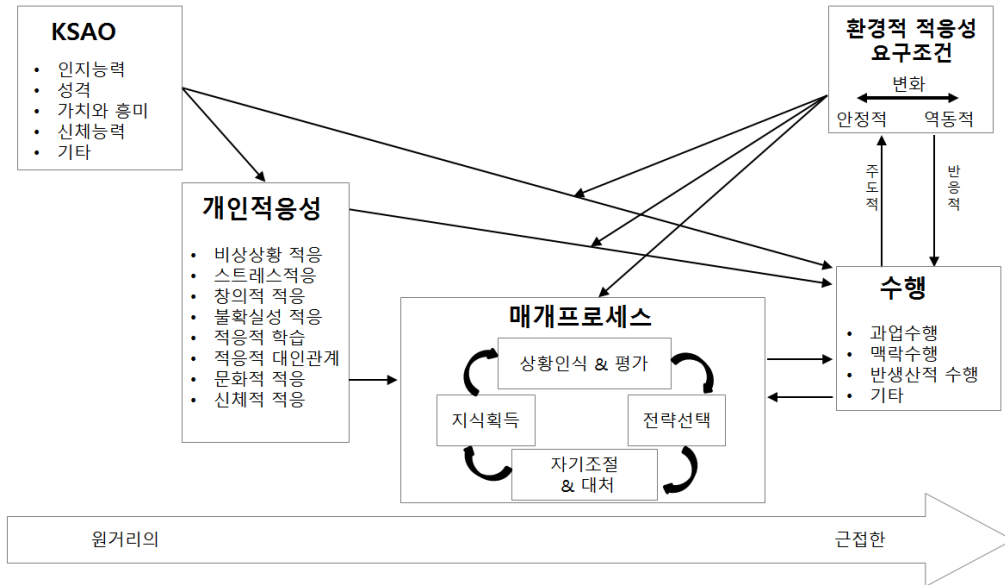 KSAO
• 인지능력
• 성격
• 가치와 흥미
• 신체능력
• 기타
환경적 적응성
요구조건
변화
안정적
역동적
주도적
반응적
개인적응성
• 비상상황 적응
• 스트레스적응
• 창의적 적응
• 불확실성 적응
• 적응적 학습
• 적응적 대인관계
• 문화적 적응
• 신체적 적응
매개프로세스
상황인식 & 평가
지식획득
전략선택
자기조절
& 대처
수행
• 과업수행
• 맥락수행
• 반생산적 수행
• 기타
원거리의
근접한